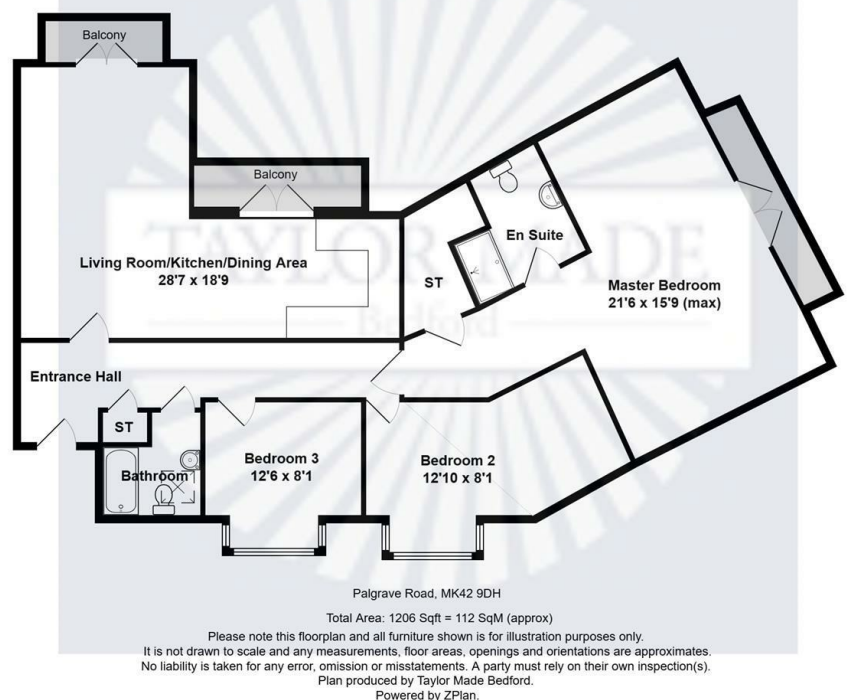 Balcony
Balcony
TAYLOR MADE
Bedford
En Suite
Living Room/Kitchen/Dining Area
28'7 x 18'9
ST
Master Bedroom
21'6 x 15'9 (max)
Entrance Hall
ST
Bathroom
Bedroom 3
12'6 x 8'1
Bedroom 2
12'10 x 8'1
Palgrave Road, MK42 9DH
Total Area: 1206 Sqft = 112 SqM (approx)
Please note this floorplan and all furniture shown is for illustration purposes only.
It is not drawn to scale and any measurements, floor areas, openings and orientations are approximates.
No liability is taken for any error, omission or misstatements. A party must rely on their own inspection(s).
Plan produced by Taylor Made Bedford.
Powered by ZPlan.